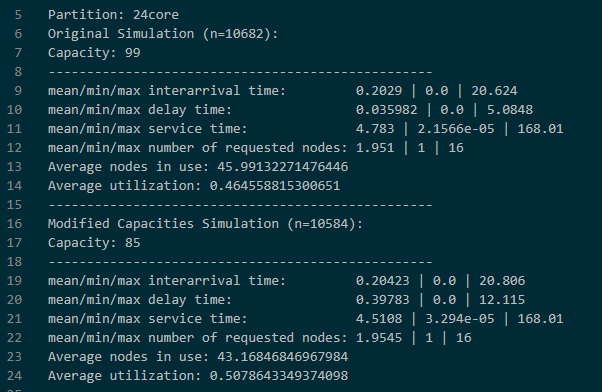 5 Partition: 24core
6 Original Simulation (n=10682):
7 Capacity: 99
8 ------------------------------------------------
9 mean/min/max interarrival time: 0.2029 | 0.0 | 20.624
10 mean/min/max delay time: 0.035982 | 0.0 | 5.0848
11 mean/min/max service time: 4.783 | 2.1566e-05 | 168.01
12 mean/min/max number of requested nodes: 1.951 | 1 | 16
13 Average nodes in use: 45.99132271476446
14 Average utilization: 0.464558815300651
15 ------------------------------------------------
16 Modified Capacities Simulation (n=10584):
17 Capacity: 85
18 ------------------------------------------------
19 mean/min/max interarrival time: 0.20423 | 0.0 | 20.806
20 mean/min/max delay time: 0.39783 | 0.0 | 12.115
21 mean/min/max service time: 4.5108 | 3.294e-05 | 168.01
22 mean/min/max number of requested nodes: 1.9545 | 1 | 16
23 Average nodes in use: 43.16846846967984
24 Average utilization: 0.5078643349374098